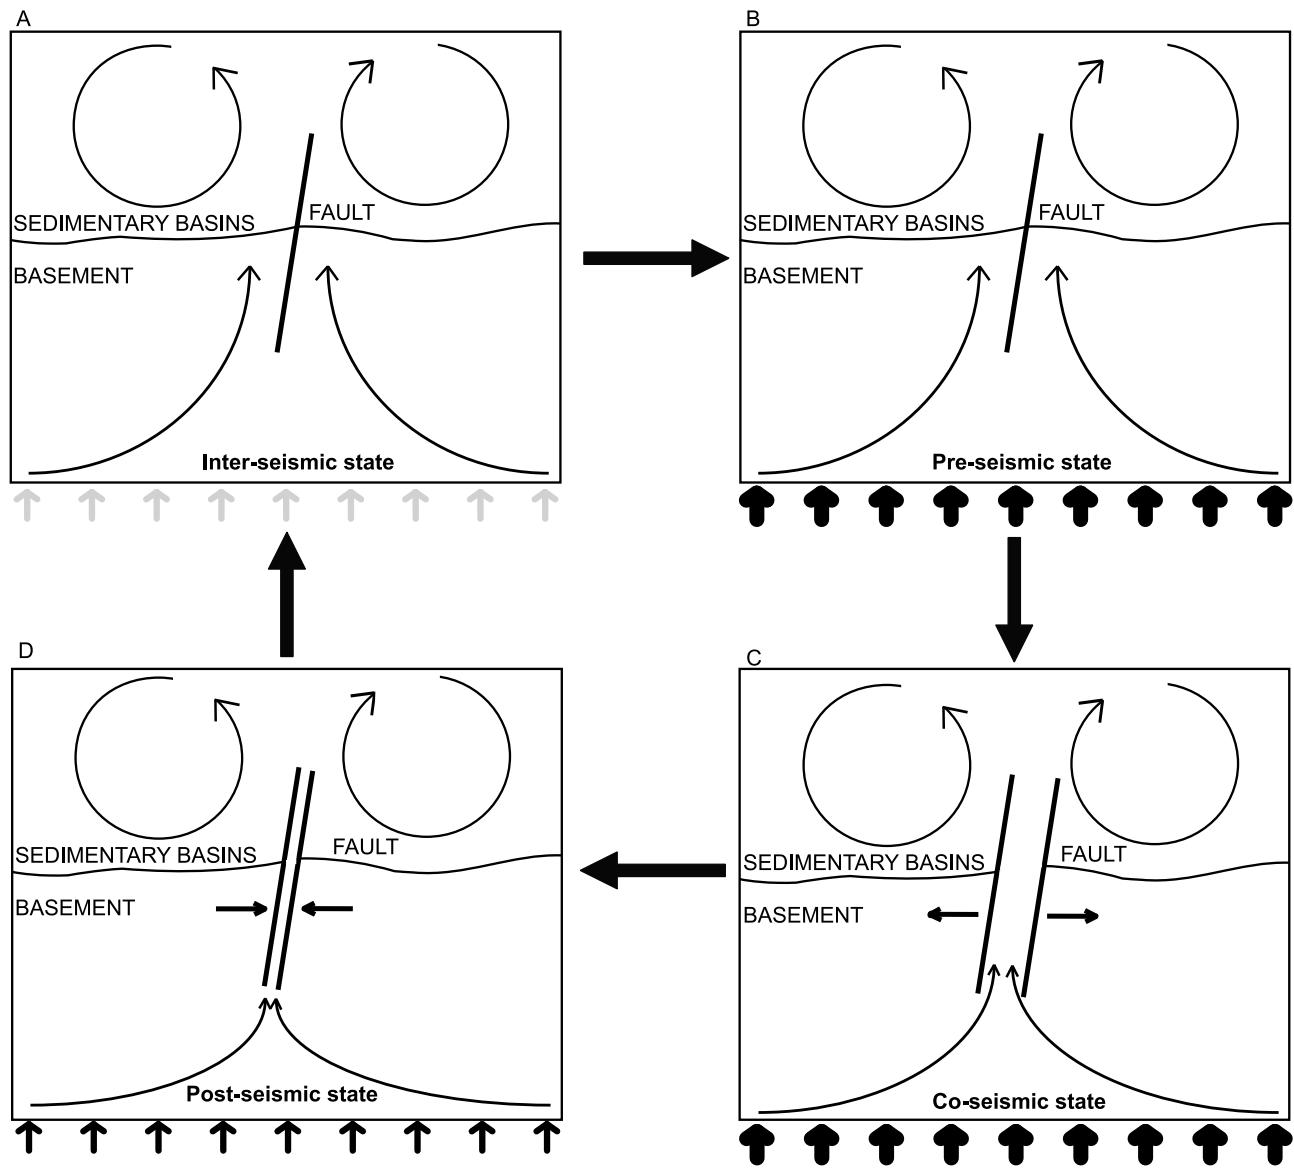 A
SEDIMENTARY BASINS
FAULT
BASEMENT
Inter-seismic state
B
SEDIMENTARY BASINS
FAULT
BASEMENT
Pre-seismic state
D
SEDIMENTARY BASINS
FAULT
BASEMENT
Post-seismic state
C
SEDIMENTARY BASINS
FAULT
BASEMENT
Co-seismic state